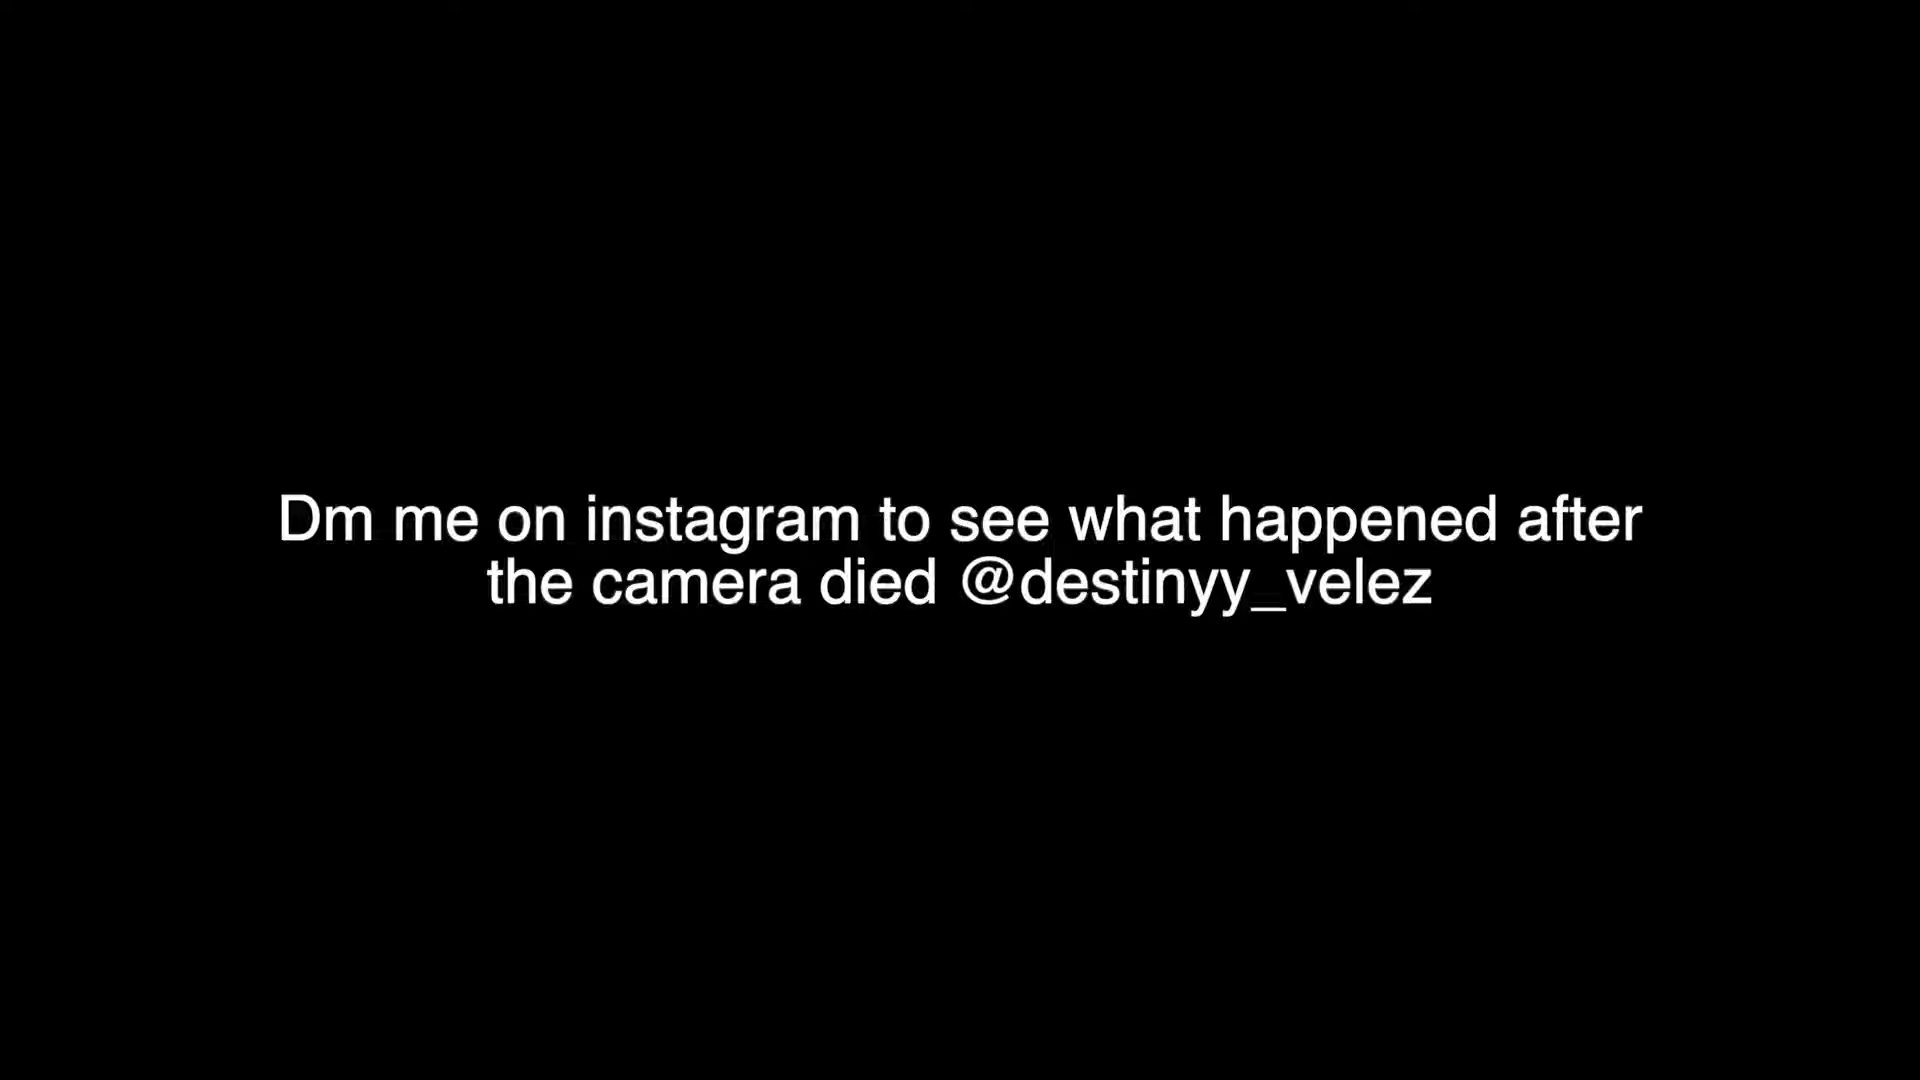 Dm me on instagram to see what happened after
the camera died @destinyy_velez